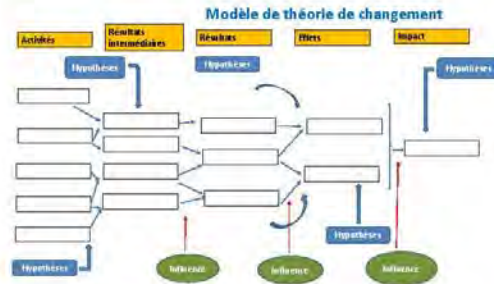 Modèle de théorie de changement
Activités
Résultats
intermédiaires
Résultats
Effets
Impact
Hypothèses
Hypothèses
Hypothèses
Hypothèses
Hypothèses
Influence
Influence
Influence